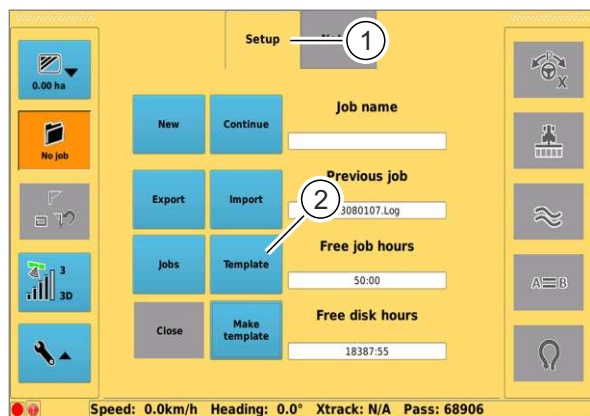 Setup
1
0.00 ha
Job name
New
Continue
No job
Previous job
Export
Import
2
3080107.Log
Free job hours
Jobs
Template
50:00
3
3D
A
B
Free disk hours
Close
Make
template
18387:55
X
Speed: 0.0km/h Heading: 0.0° Xtrack: N/A Pass: 68906